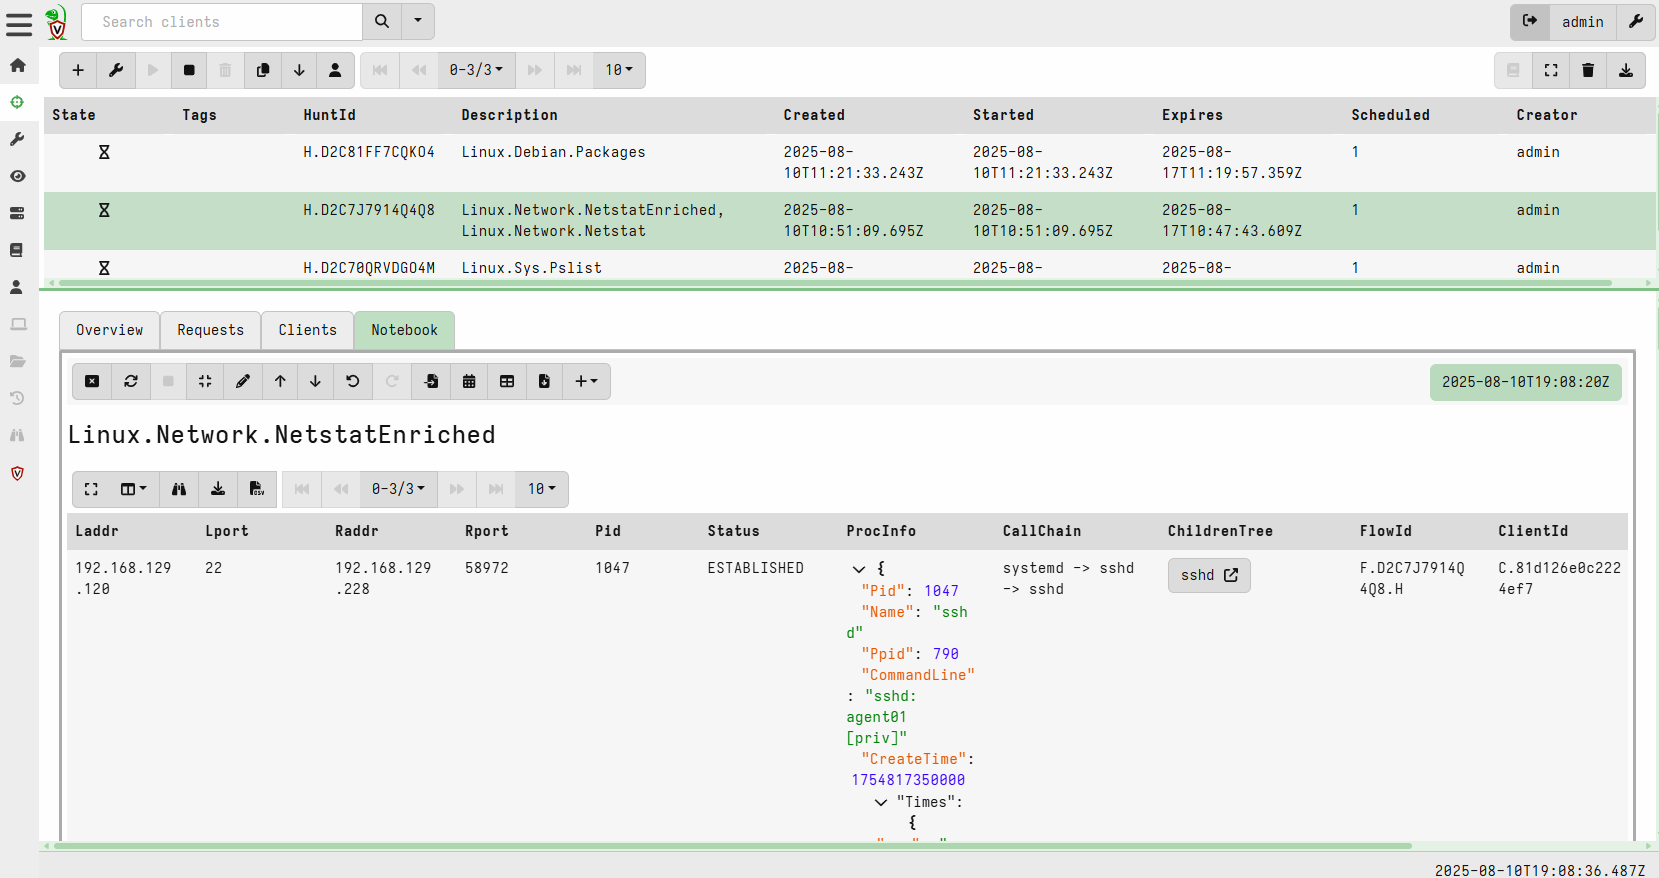 Search clients
admin
0-3/3
10
State Tags HuntId Description Created Started Expires Scheduled Creator
H.D2C81FF7CQKO4 Linux.Debian.Packages 2025-08-10T11:21:33.243Z 2025-08-10T11:21:33.243Z 2025-08-17T11:19:57.359Z 1 admin
H.D2C7J7914Q4Q8 Linux.Network.NetstatEnriched, Linux.Network.Netstat 2025-08-10T10:51:09.695Z 2025-08-10T10:51:09.695Z 2025-08-17T10:47:43.609Z 1 admin
H.D2C70QRVDGO4M Linux.Sys.Pslist 2025-08- 2025-08- 2025-08- 1 admin
Overview Requests Clients Notebook
2025-08-10T19:08:20Z
Linux.Network.NetstatEnriched
CSV
0-3/3
10
Laddr Lport Raddr Rport Pid Status ProcInfo CallChain ChildrenTree FlowId ClientId
192.168.129.120 22 192.168.129.228 58972 1047 ESTABLISHED { systemd -> sshd -> sshd sshd F.D2C7J7914Q4Q8.H C.81d126e0c2224ef7
"Pid": 1047
"Name": "ssh
d"
"Ppid": 790
"CommandLine"
: "sshd:
agent01
[priv]"
"CreateTime":
1754817350000
"Times":
{
2025-08-10T19:08:36.487Z